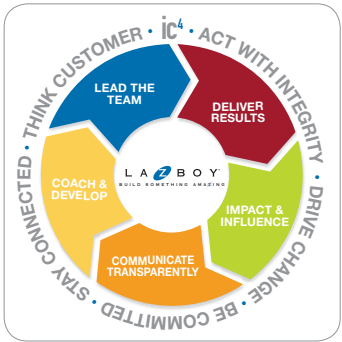 ic⁴ • ACT WITH INTEGRITY • DRIVE CHANGE • BE COMMITTED • STAY CONNECTED • THINK CUSTOMER •
LEAD THE
TEAM
DELIVER
RESULTS
IMPACT &
INFLUENCE
COMMUNICATE
TRANSPARENTLY
COACH &
DEVELOP
LA Z BOY
BUILD SOMETHING AMAZING